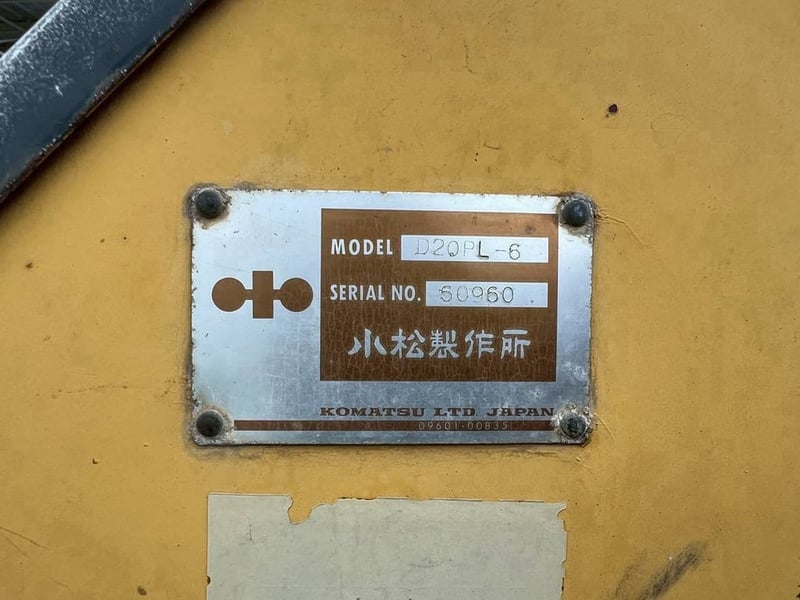 MODEL D20PL-6
SERIAL NO. 60960
小松製作所
KOMATSU LTD. JAPAN
09601-00835